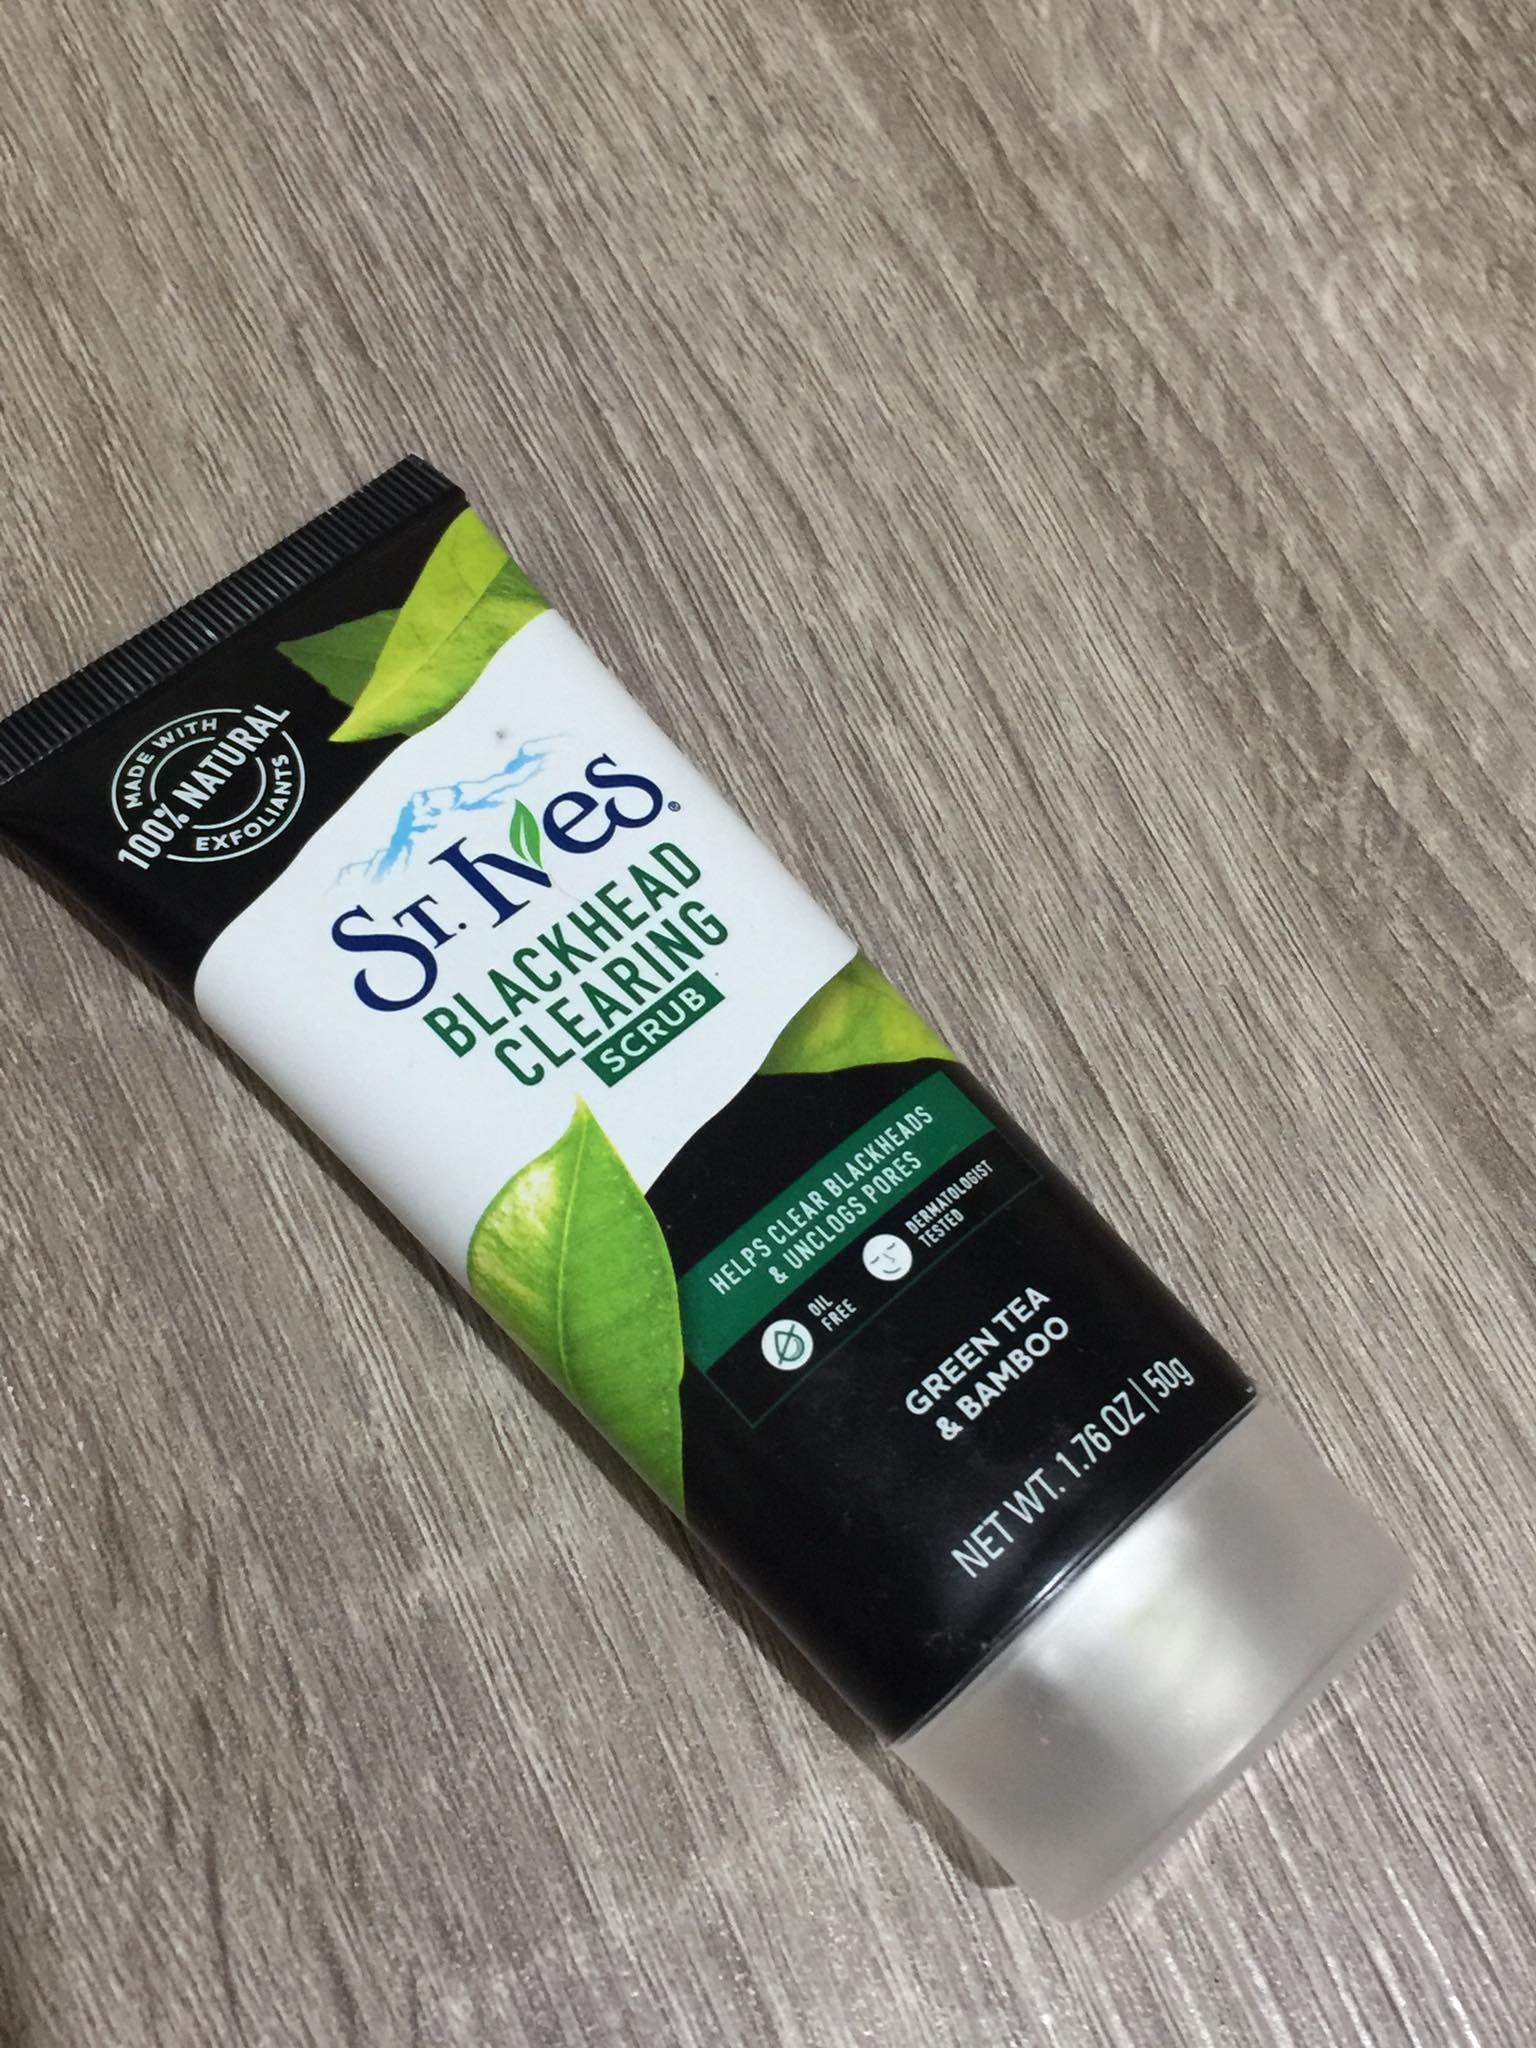 MADE WITH
100% NATURAL
EXFOLIANTS
ST. IVES®
BLACKHEAD
CLEARING
SCRUB
HELPS CLEAR BLACKHEADS
& UNCLOGS PORES
OIL
FREE
DERMATOLOGIST
TESTED
GREEN TEA
& BAMBOO
NET WT. 1.76 OZ | 50g